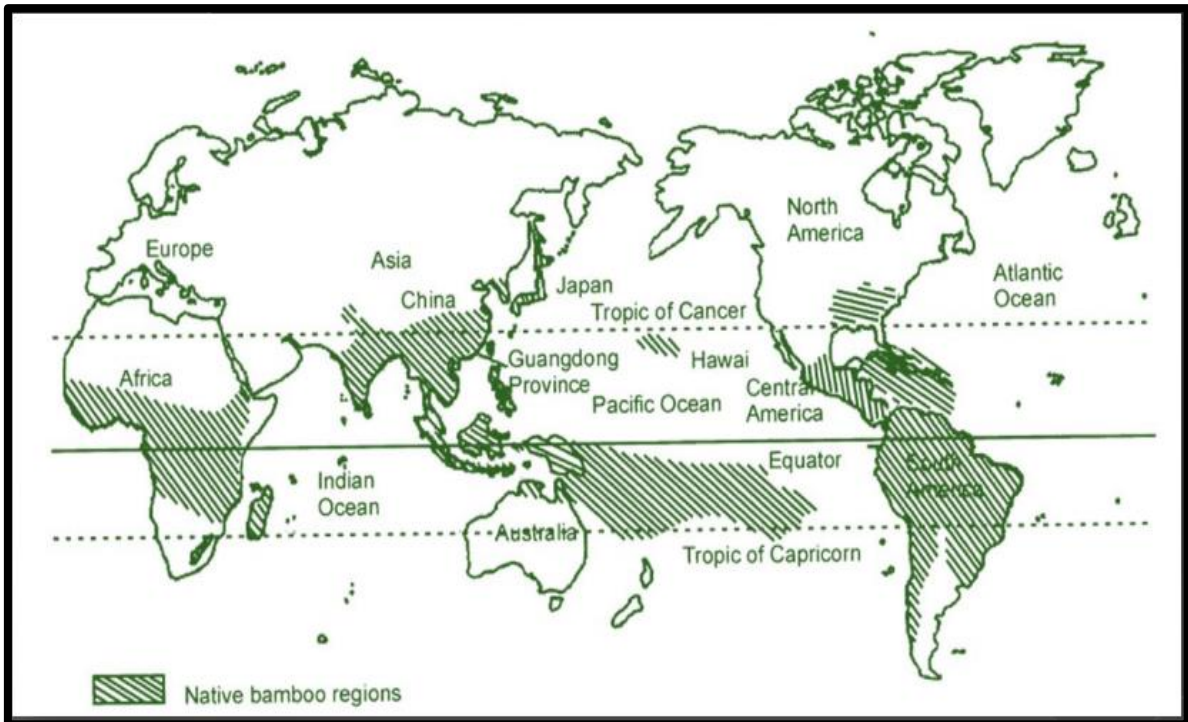 North
America
Europe
Asia
Atlantic
Ocean
China
Japan
Tropic of Cancer
Guangdong
Province
Hawai
Africa
Central
America
Pacific Ocean
Equator
South
America
Indian
Ocean
Australia
Tropic of Capricorn
Native bamboo regions